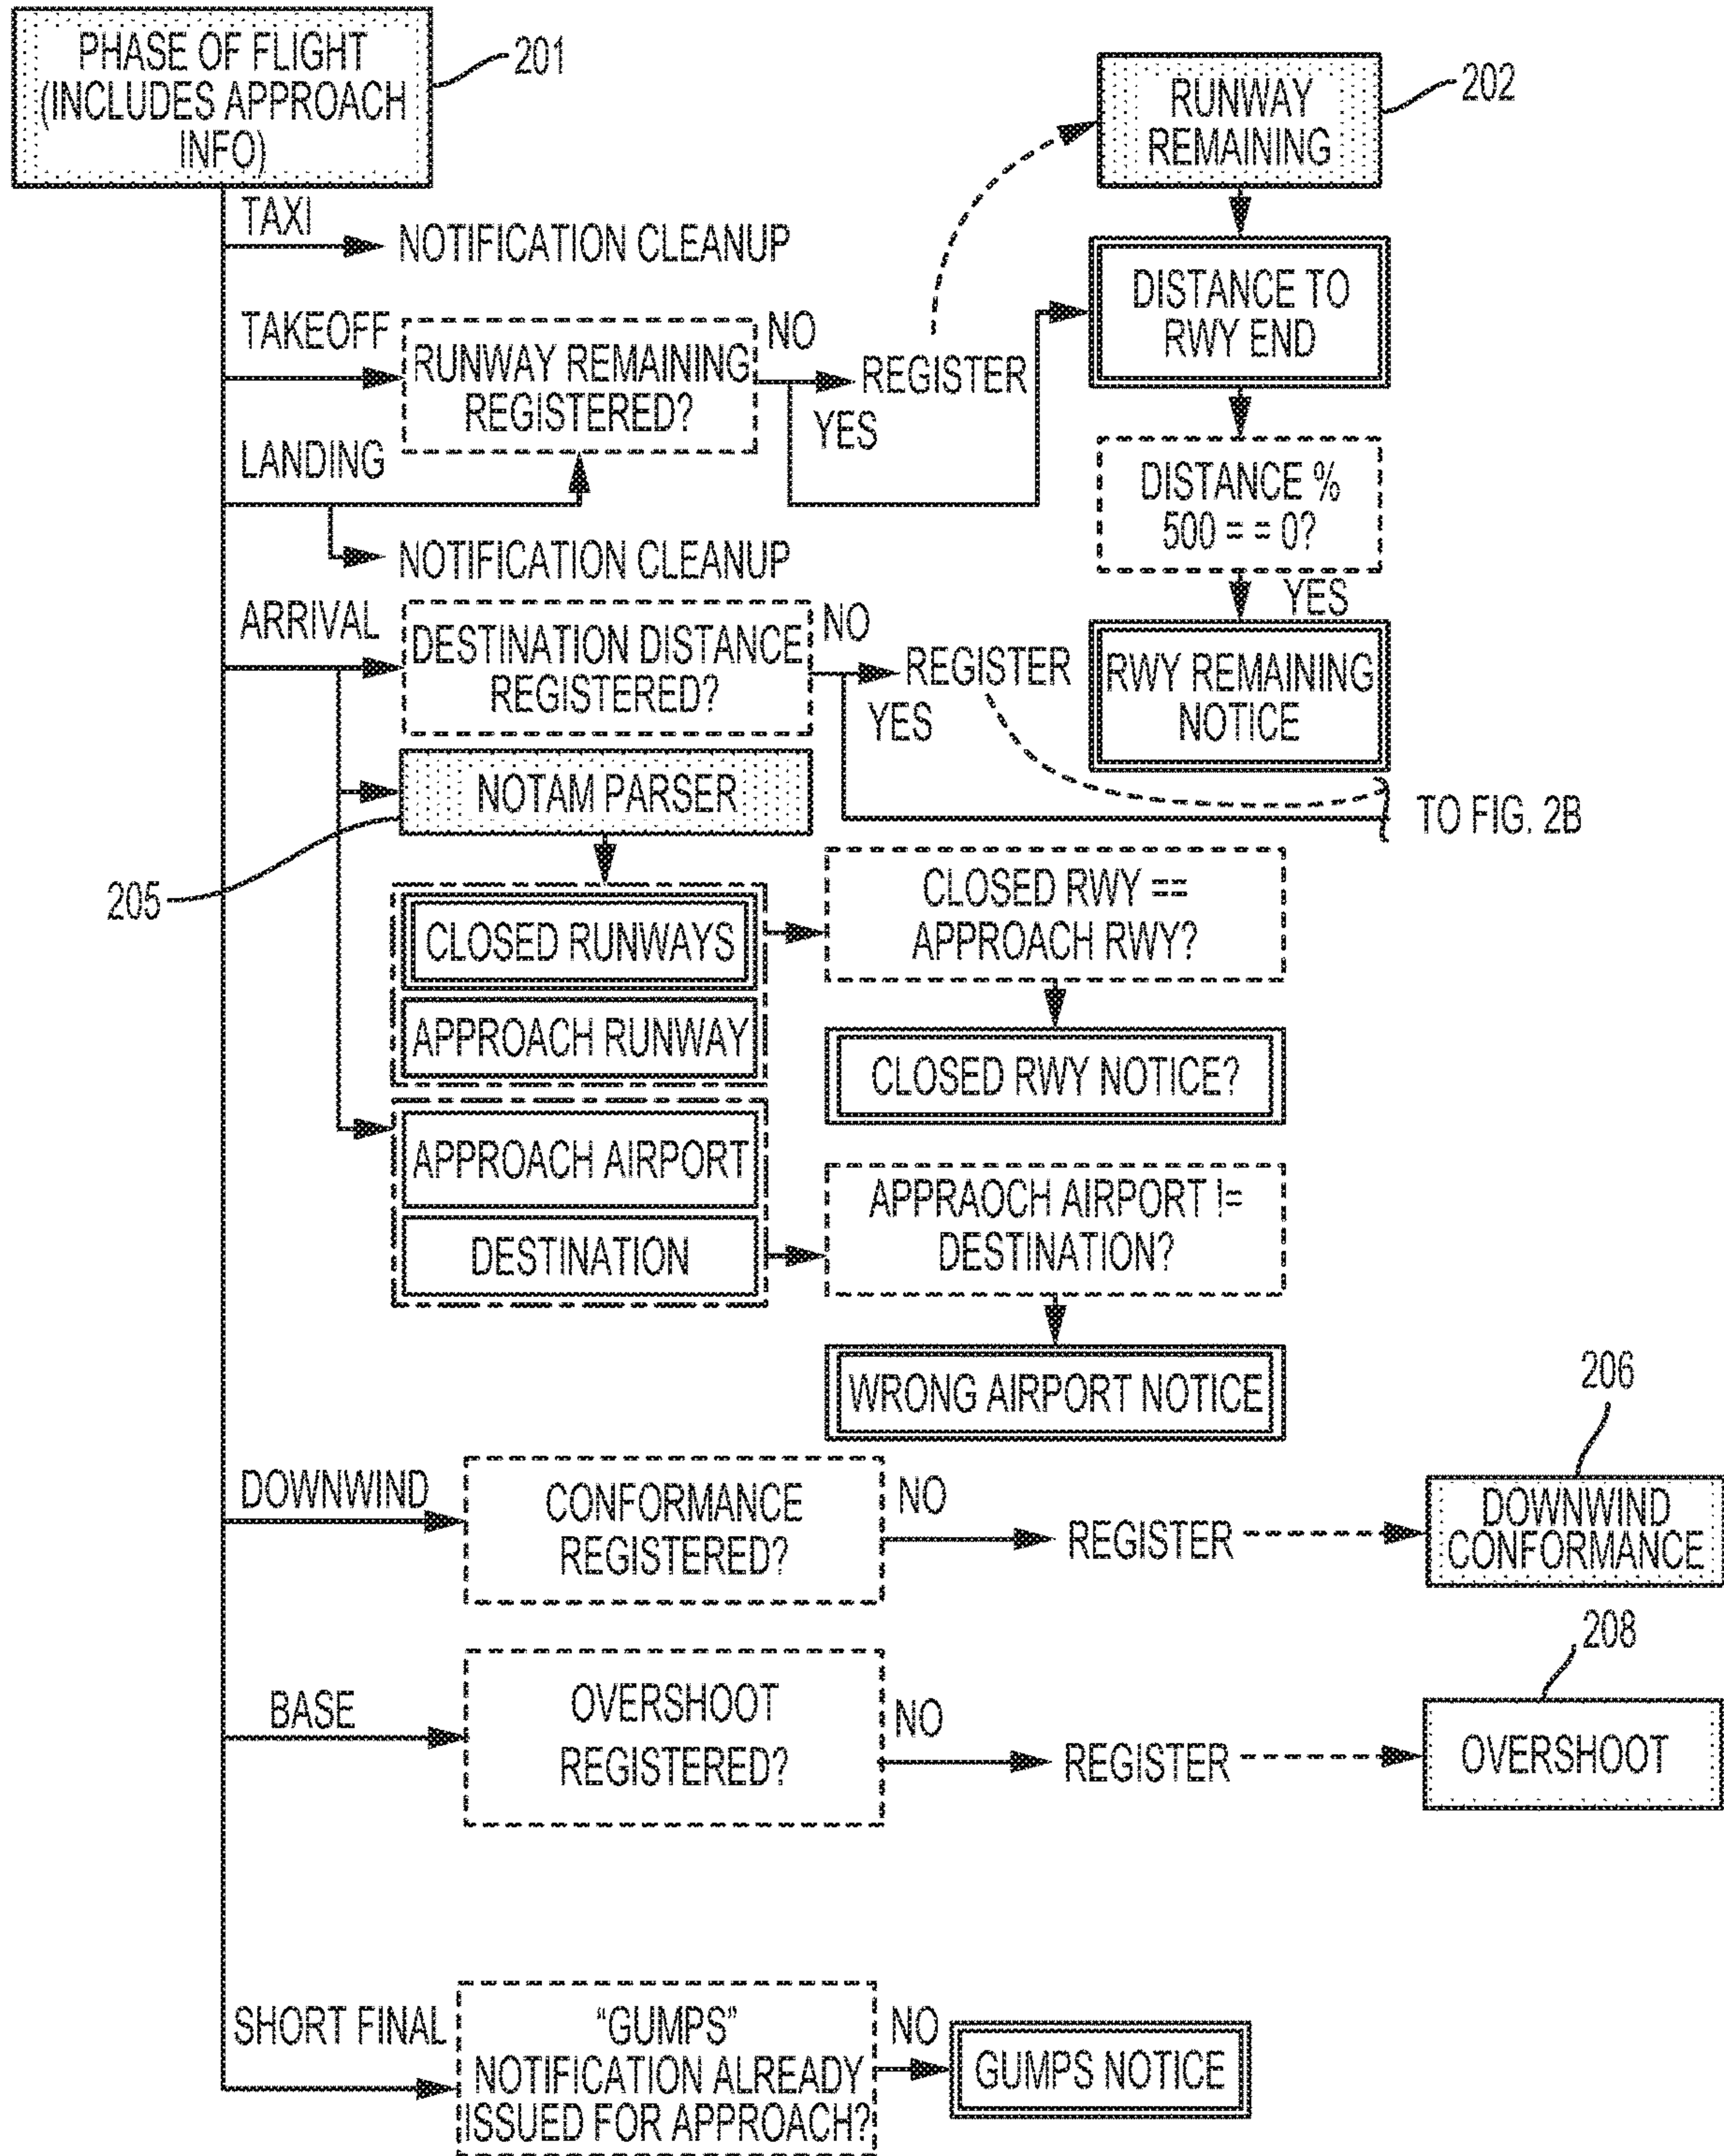 PHASE OF FLIGHT
(INCLUDES APPROACH
INFO)
201
RUNWAY
REMAINING
202
TAXI
NOTIFICATION CLEANUP
DISTANCE TO
RWY END
TAKEOFF
RUNWAY REMAINING
REGISTERED?
NO
REGISTER
YES
LANDING
DISTANCE %
500 = = 0?
NOTIFICATION CLEANUP
YES
ARRIVAL
DESTINATION DISTANCE
REGISTERED?
NO
REGISTER
YES
RWY REMAINING
NOTICE
NOTAM PARSER
TO FIG. 2B
205
CLOSED RUNWAYS
CLOSED RWY ==
APPROACH RWY?
APPROACH RUNWAY
CLOSED RWY NOTICE?
APPROACH AIRPORT
APPRAOCH AIRPORT !=
DESTINATION?
DESTINATION
WRONG AIRPORT NOTICE
206
DOWNWIND
CONFORMANCE
REGISTERED?
NO
REGISTER
DOWNWIND
CONFORMANCE
208
BASE
OVERSHOOT
REGISTERED?
NO
REGISTER
OVERSHOOT
SHORT FINAL
“GUMPS”
NOTIFICATION ALREADY
ISSUED FOR APPROACH?
NO
GUMPS NOTICE